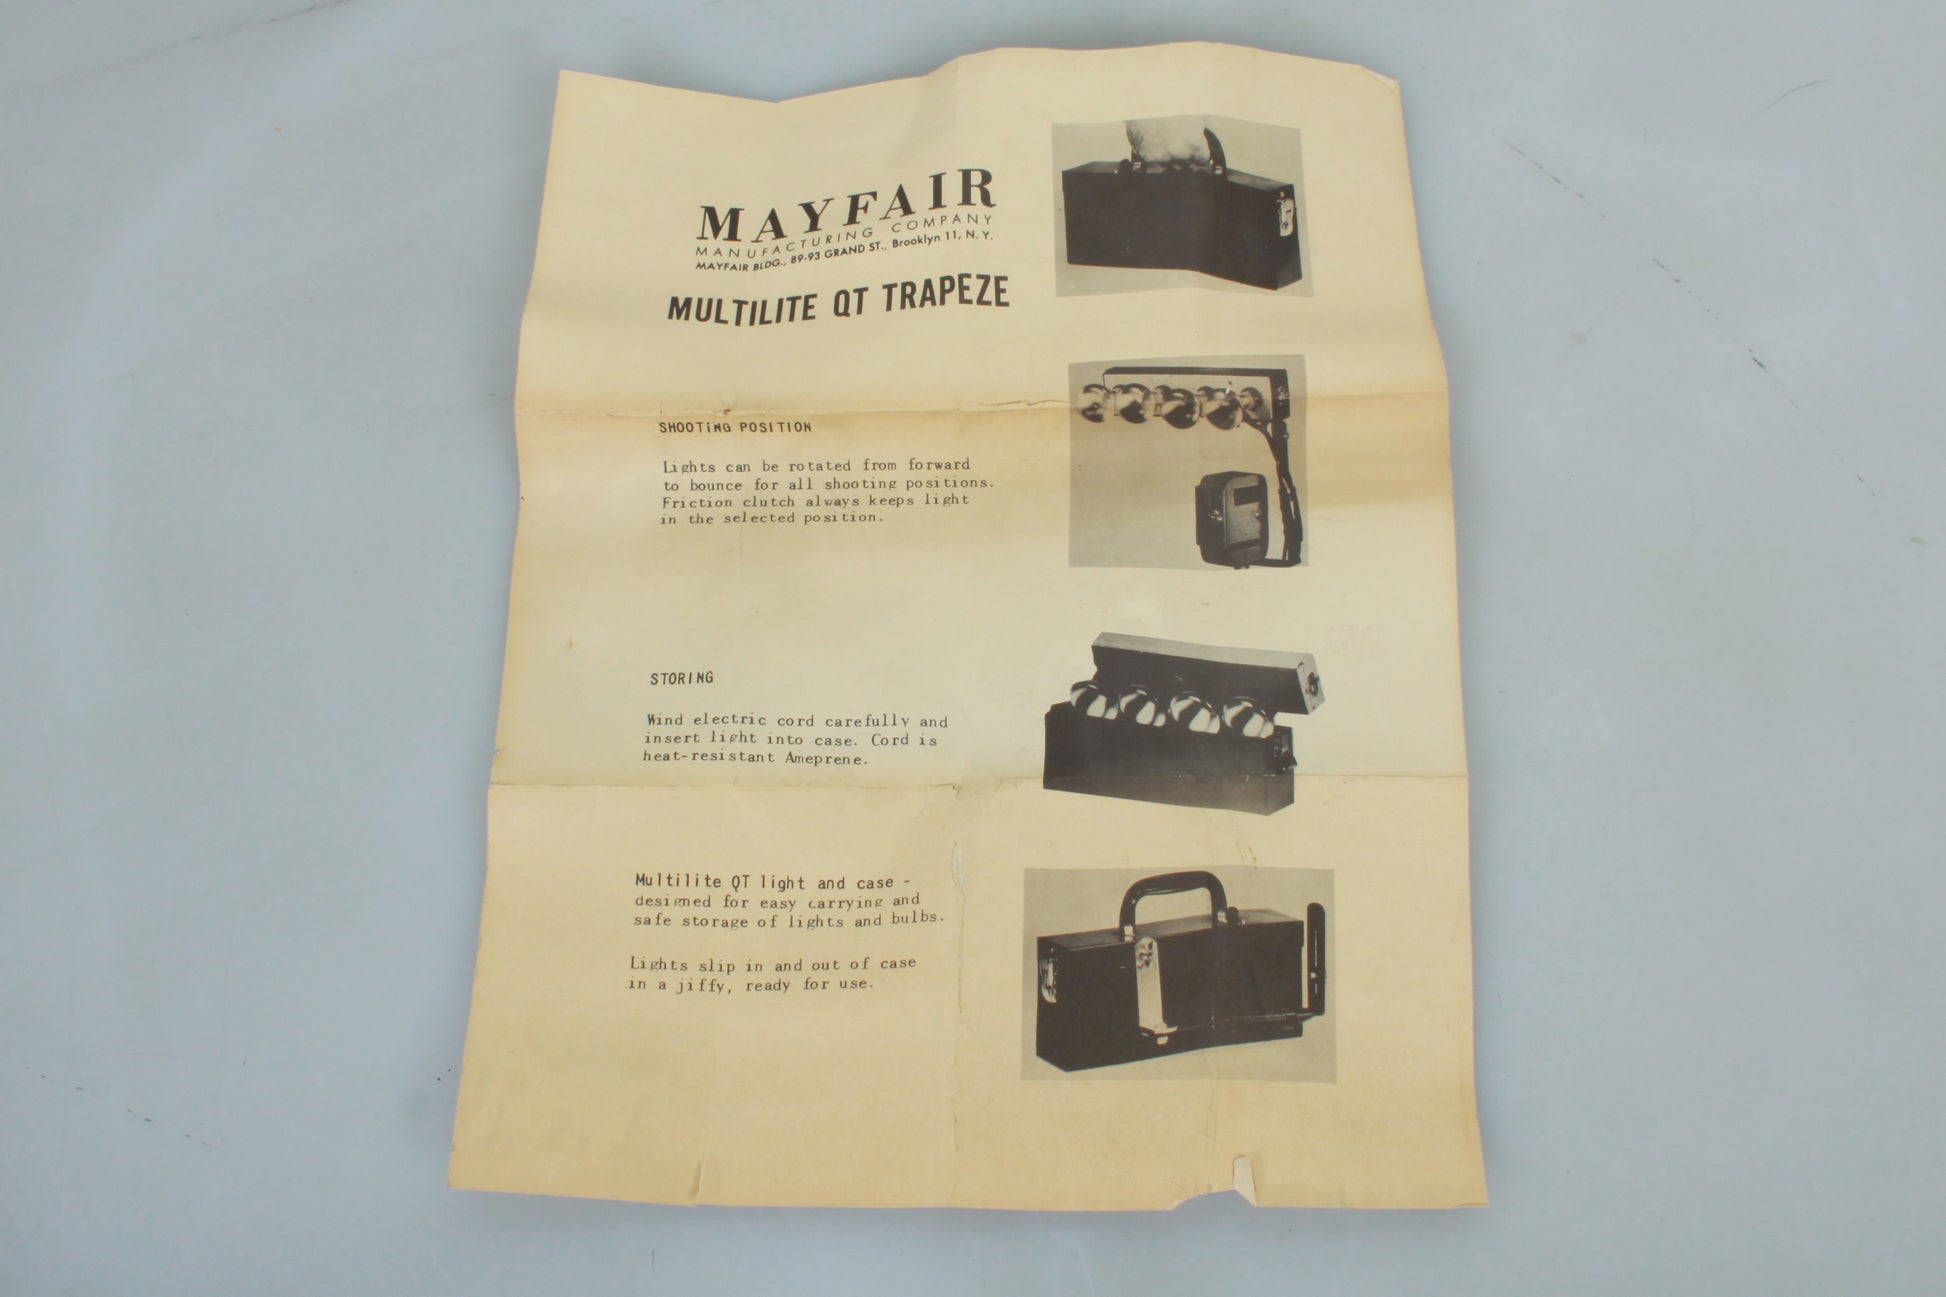 MAYFAIR
MANUFACTURING COMPANY
MAYFAIR BLDG., 89-93 GRAND ST., Brooklyn 11, N. Y.
MULTILITE QT TRAPEZE
SHOOTING POSITION
Lights can be rotated from forward
to bounce for all shooting positions.
Friction clutch always keeps light
in the selected position.
STORING
Wind electric cord carefully and
insert light into case. Cord is
heat-resistant Ameprene.
Multilite QT light and case -
designed for easy carrying and
safe storage of lights and bulbs.
Lights slip in and out of case
in a jiffy, ready for use.